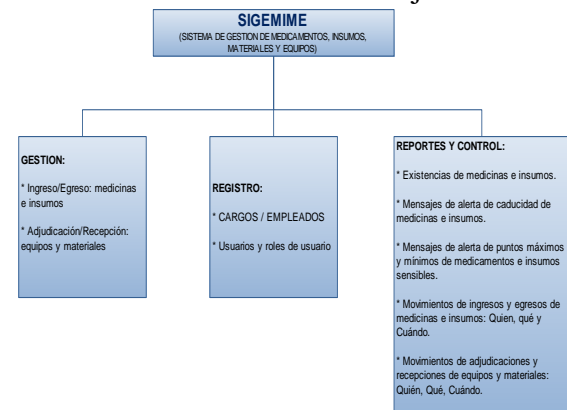 SIGEMIME
(SISTEMA DE GESTION DE MEDICAMENTOS, INSUMOS,
MATERIALES Y EQUIPOS)
GESTION:
* Ingreso/Egreso: medicinas
e insumos
* Adjudicación/Recepción:
equipos y materiales
REGISTRO:
* CARGOS / EMPLEADOS
* Usuarios y roles de usuario
REPORTES Y CONTROL:
* Existencias de medicinas e insumos.
* Mensajes de alerta de caducidad de
medicinas e insumos.
* Mensajes de alerta de puntos máximos
y mínimos de medicamentos e insumos
sensibles.
* Movimientos de ingresos y egresos de
medicinas e insumos: Quien, qué y
Cuándo.
* Movimientos de adjudicaciones y
recepciones de equipos y materiales:
Quién, Qué, Cuándo.